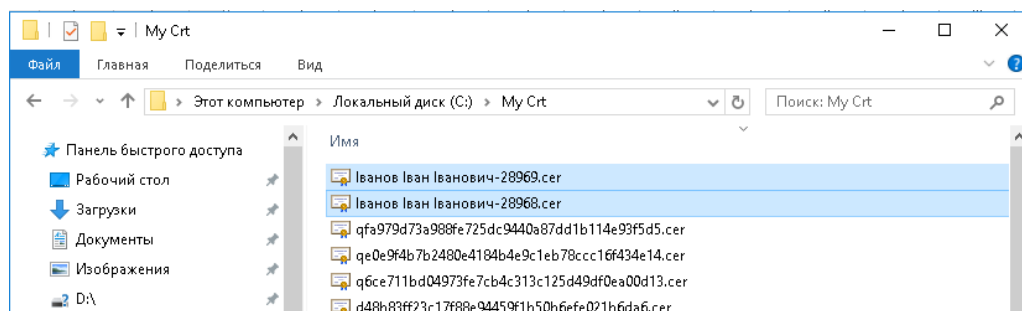 My Crt
Файл Главная Поделиться Вид
Этот компьютер › Локальный диск (C:) › My Crt Поиск: My Crt
Имя
Панель быстрого доступа
Рабочий стол
Загрузки
Документы
Изображения
D:\
Іванов Іван Іванович-28969.cer
Іванов Іван Іванович-28968.cer
qfa979d73a988fe725dc9440a87dd1b114e93f5d5.cer
qe0e9f4b7b2480e4184b4e9c1eb78ccc16f434e14.cer
q6ce711bd04973fe7cb4c313c125d49df0ea00d13.cer